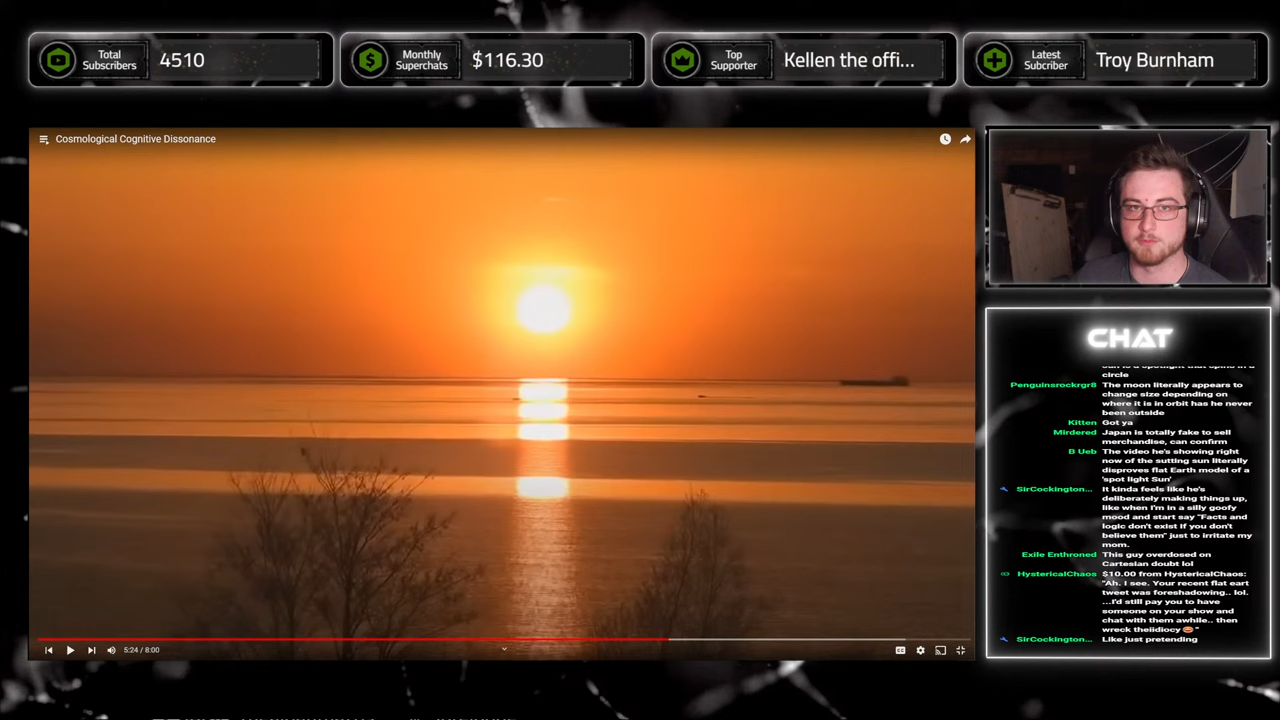 Total
Subscribers
4510
Monthly
Superchats
$116.30
Top
Supporter
Kellen the offi...
Latest
Subcriber
Troy Burnham
Cosmological Cognitive Dissonance
5:24 / 8:00
CHAT
sun is a spotlight that spins in a
circle
Penguinsrockrgr8 The moon literally appears to
change size depending on
where it is in orbit has he never
been outside
Kitten Got ya
Mirdered Japan is totally fake to sell
merchandise, can confirm
B Ueb The video he's showing right
now of the sutting sun literally
disproves flat Earth model of a
'spot light Sun'
SirCockington... It kinda feels like he's
deliberately making things up,
like when I'm in a silly goofy
mood and start say "Facts and
logic don't exist if you don't
believe them" just to irritate my
mom.
Exile Enthroned This guy overdosed on
Cartesian doubt lol
HystericalChaos $10.00 from HystericalChaos:
"Ah. I see. Your recent flat eart
tweet was foreshadowing.. lol.
...I'd still pay you to have
someone on your show and
chat with them awhile.. then
wreck theiidiocy 🤣 "
SirCockington... Like just pretending